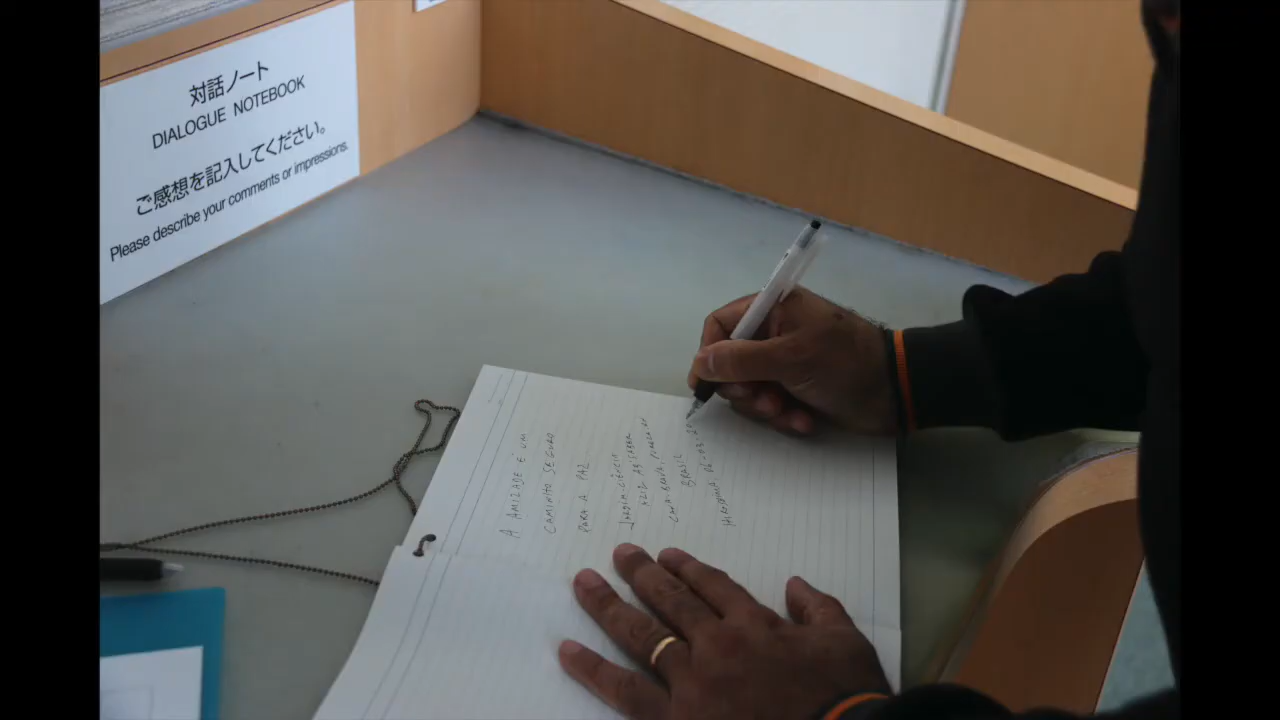 対話ノート
DIALOGUE NOTEBOOK
ご感想を記入してください。
Please describe your comments or impressions.
A AMIZADE É UM
CAMINHO SEGURO
PARA A PAZ
BRASIL
HIROSHIMA